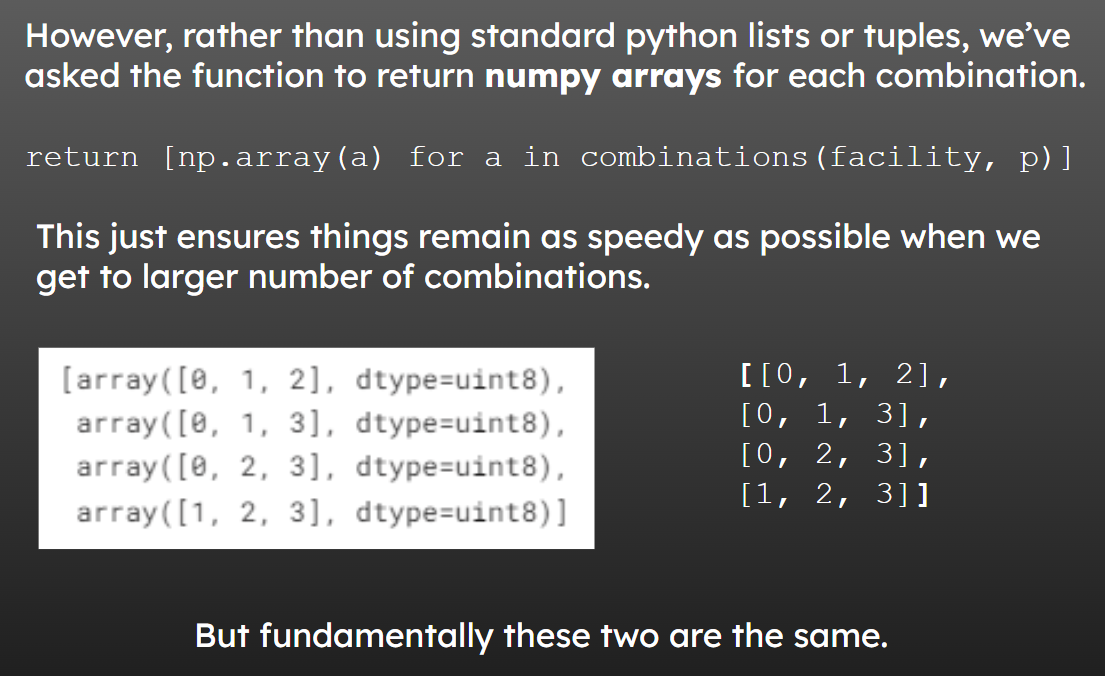 However, rather than using standard python lists or tuples, we’ve
asked the function to return numpy arrays for each combination.
return [np.array(a) for a in combinations(facility, p)]
This just ensures things remain as speedy as possible when we
get to larger number of combinations.
[array([0, 1, 2], dtype=uint8),
array([0, 1, 3], dtype=uint8),
array([0, 2, 3], dtype=uint8),
array([1, 2, 3], dtype=uint8)]
[[0, 1, 2],
[0, 1, 3],
[0, 2, 3],
[1, 2, 3]]
But fundamentally these two are the same.